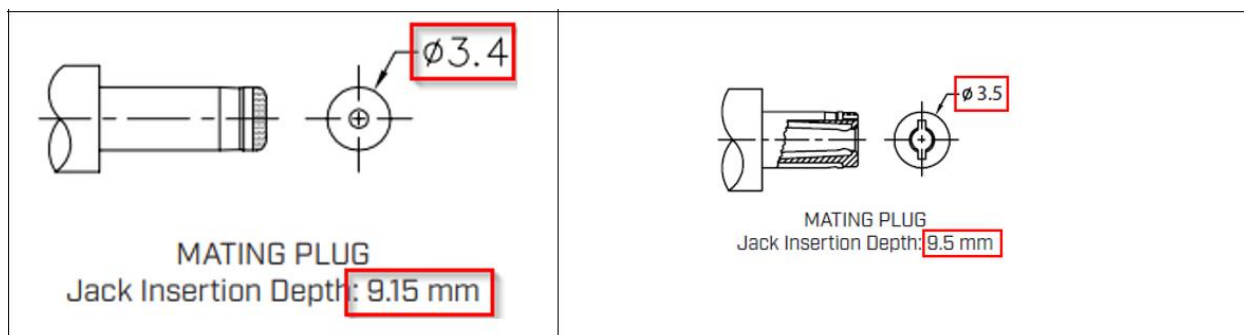 ø3.4
MATING PLUG
Jack Insertion Depth: 9.15 mm
ø 3.5
MATING PLUG
Jack Insertion Depth: 9.5 mm